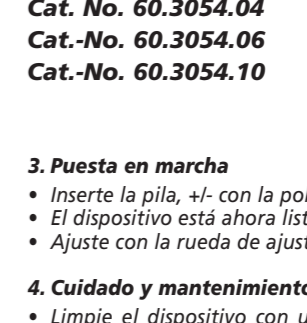 Cat. No. 60.3054.04
Cat.-No. 60.3054.06
Cat.-No. 60.3054.10
3. Puesta en marcha
• Inserte la pila, +/- con la
• El dispositivo está ahora
• Ajuste con la rueda de
4. Cuidado y mantenimiento
• Limpie el dispositivo con